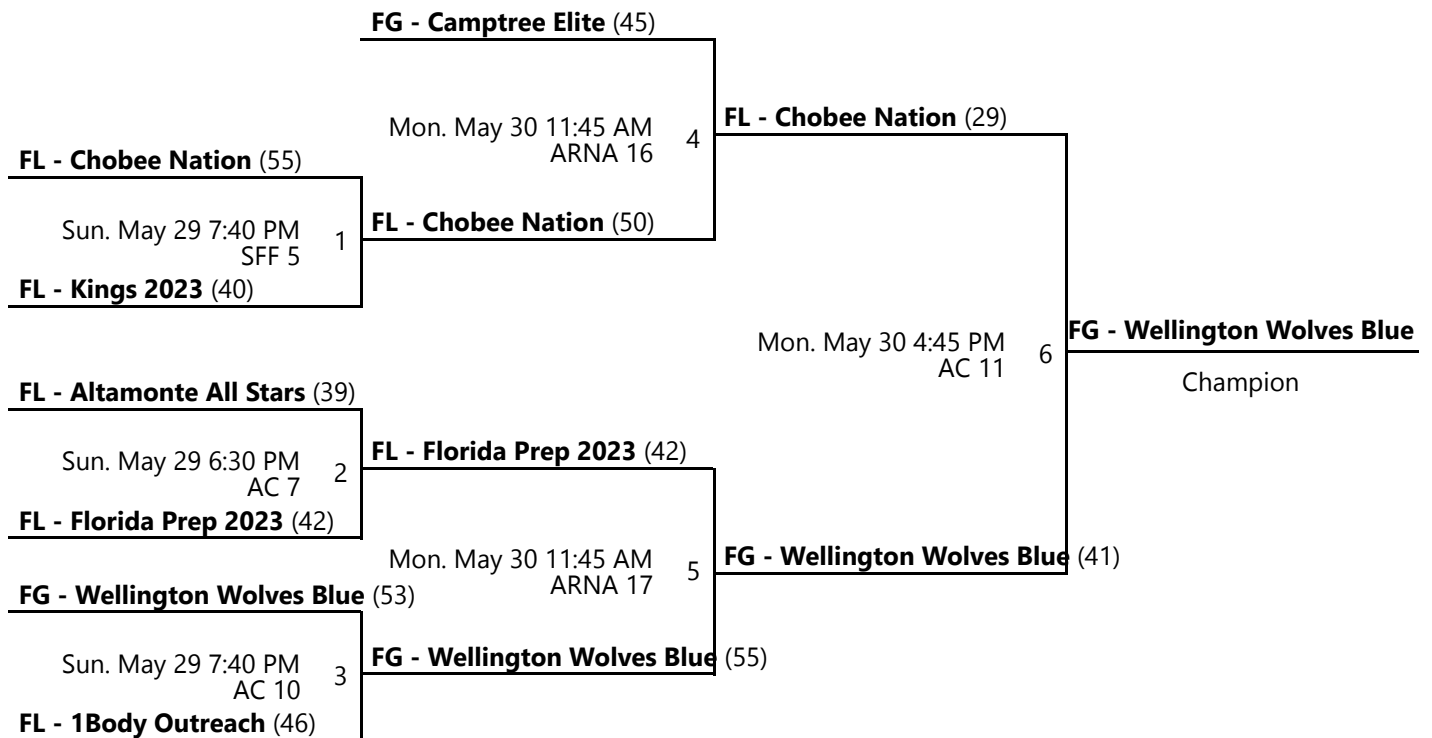 FG - Camptree Elite (45)
Mon. May 30 11:45 AM
ARNA 16
4
FL - Chobee Nation (29)
FL - Chobee Nation (55)
Sun. May 29 7:40 PM
SFF 5
1
FL - Chobee Nation (50)
FL - Kings 2023 (40)
Mon. May 30 4:45 PM
AC 11
6
FG - Wellington Wolves Blue
Champion
FL - Altamonte All Stars (39)
Sun. May 29 6:30 PM
AC 7
2
FL - Florida Prep 2023 (42)
FL - Florida Prep 2023 (42)
Mon. May 30 11:45 AM
ARNA 17
5
FG - Wellington Wolves Blue (41)
FG - Wellington Wolves Blue (53)
Sun. May 29 7:40 PM
AC 10
3
FG - Wellington Wolves Blue (55)
FL - 1Body Outreach (46)